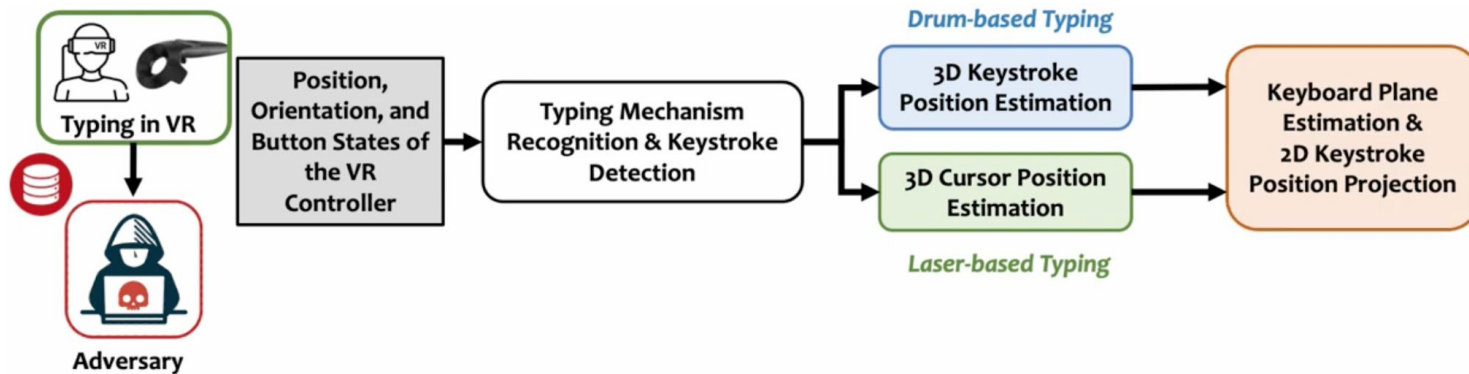 VR
Typing in VR
Adversary
Position,
Orientation, and
Button States of
the VR
Controller
Typing Mechanism
Recognition & Keystroke
Detection
Drum-based Typing
3D Keystroke
Position Estimation
3D Cursor Position
Estimation
Laser-based Typing
Keyboard Plane
Estimation &
2D Keystroke
Position Projection